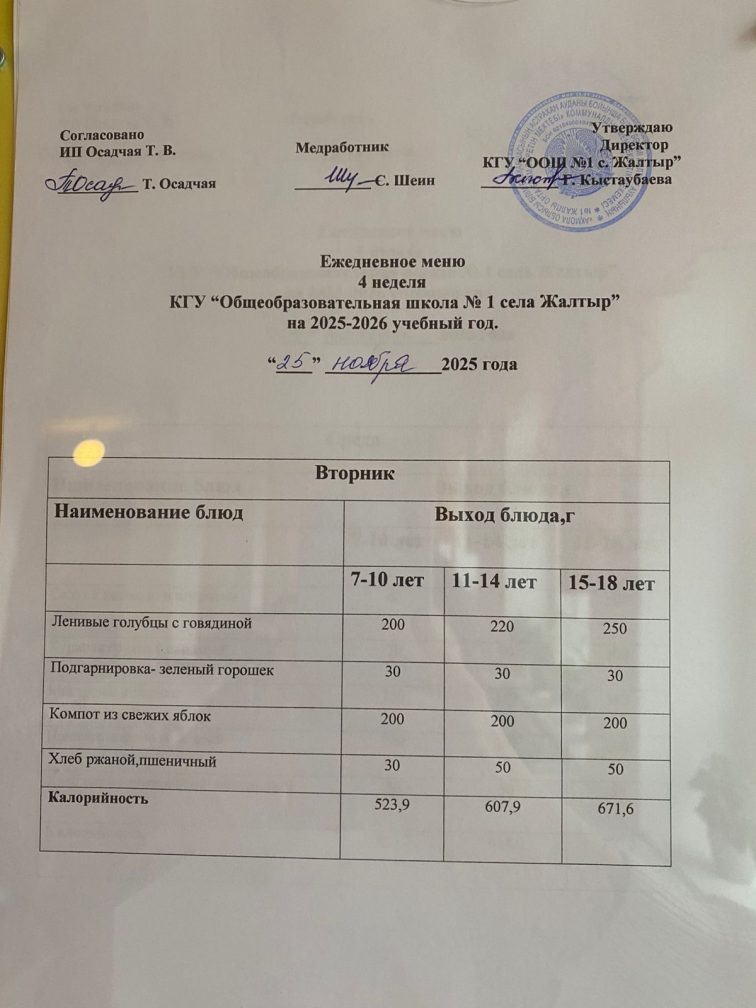 Согласовано
ИП Осадчая Т. В.
Т. Осадчая
Медработник
С. Шеин
Утверждаю
Директор
КГУ “ООШ №1 с. Жалтыр”
Г. Кыстаубаева
Ежедневное меню
4 неделя
КГУ “Общеобразовательная школа № 1 села Жалтыр”
на 2025-2026 учебный год.
“25” ноября 2025 года
Вторник
Наименование блюд Выход блюда,г
7-10 лет 11-14 лет 15-18 лет
Ленивые голубцы с говядиной 200 220 250
Подгарнировка- зеленый горошек 30 30 30
Компот из свежих яблок 200 200 200
Хлеб ржаной,пшеничный 30 50 50
Калорийность 523,9 607,9 671,6